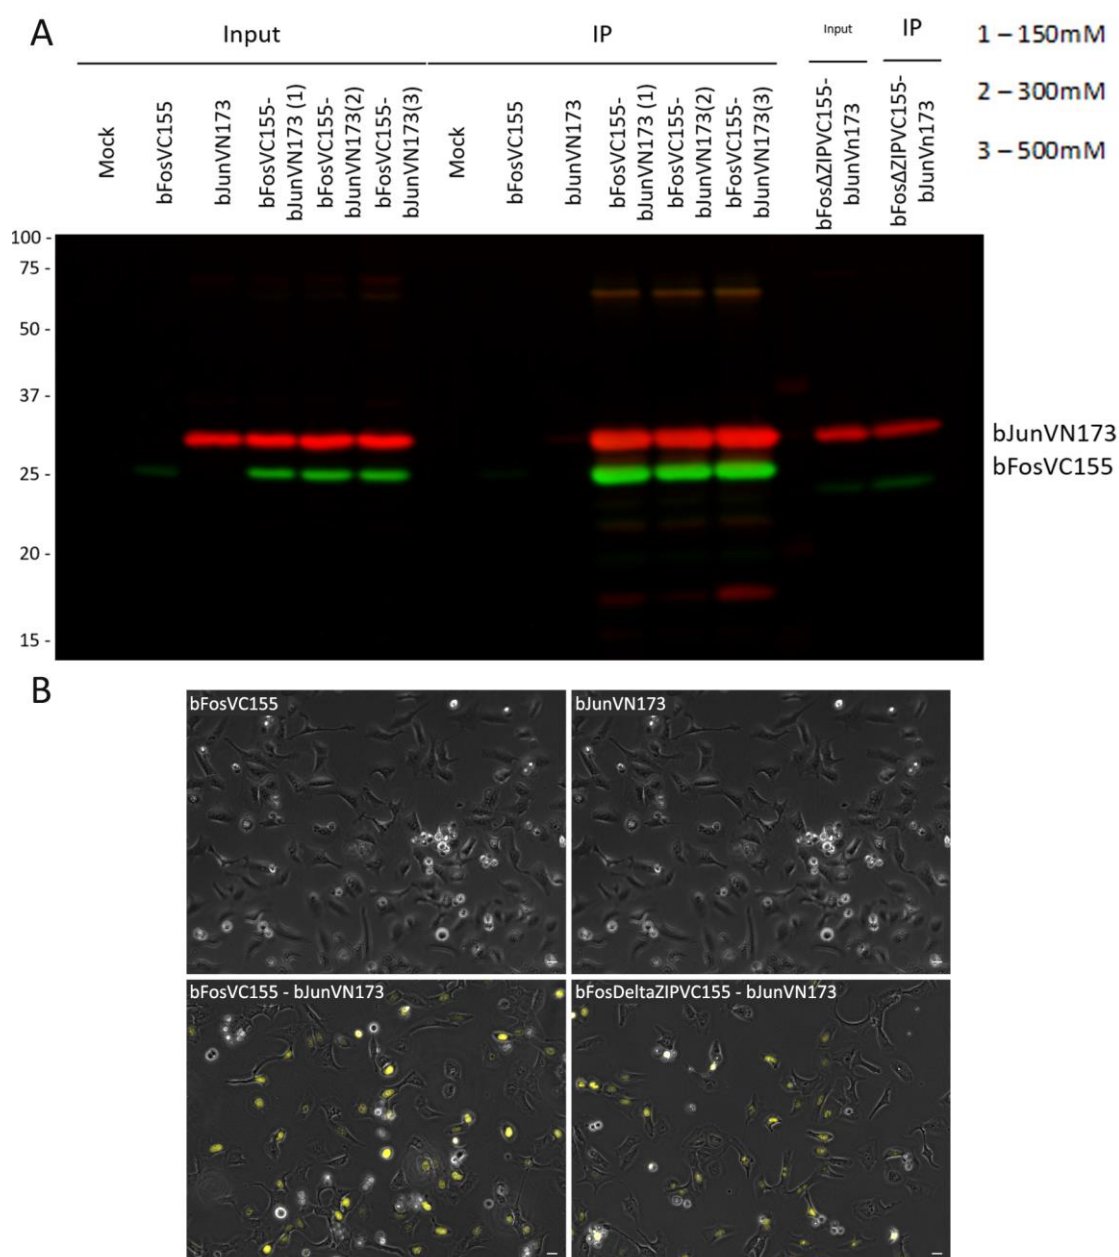 A
Input
IP
Input
IP
1 – 150mM
2 – 300mM
3 – 500mM
Mock
bFosVC155
bJunVN173
bFosVC155-
bJunVN173 (1)
bFosVC155-
bJunVN173(2)
bFosVC155-
bJunVN173(3)
Mock
bFosVC155
bJunVN173
bFosVC155-
bJunVN173 (1)
bFosVC155-
bJunVN173(2)
bFosVC155-
bJunVN173(3)
bFosΔZIPVC155-
bJunVn173
bFosΔZIPVC155-
bJunVn173
100 -
75 -
50 -
37 -
25 -
20 -
15 -
bJunVN173
bFosVC155
B
bFosVC155
bJunVN173
bFosVC155 - bJunVN173
bFosDeltaZIPVC155 - bJunVN173